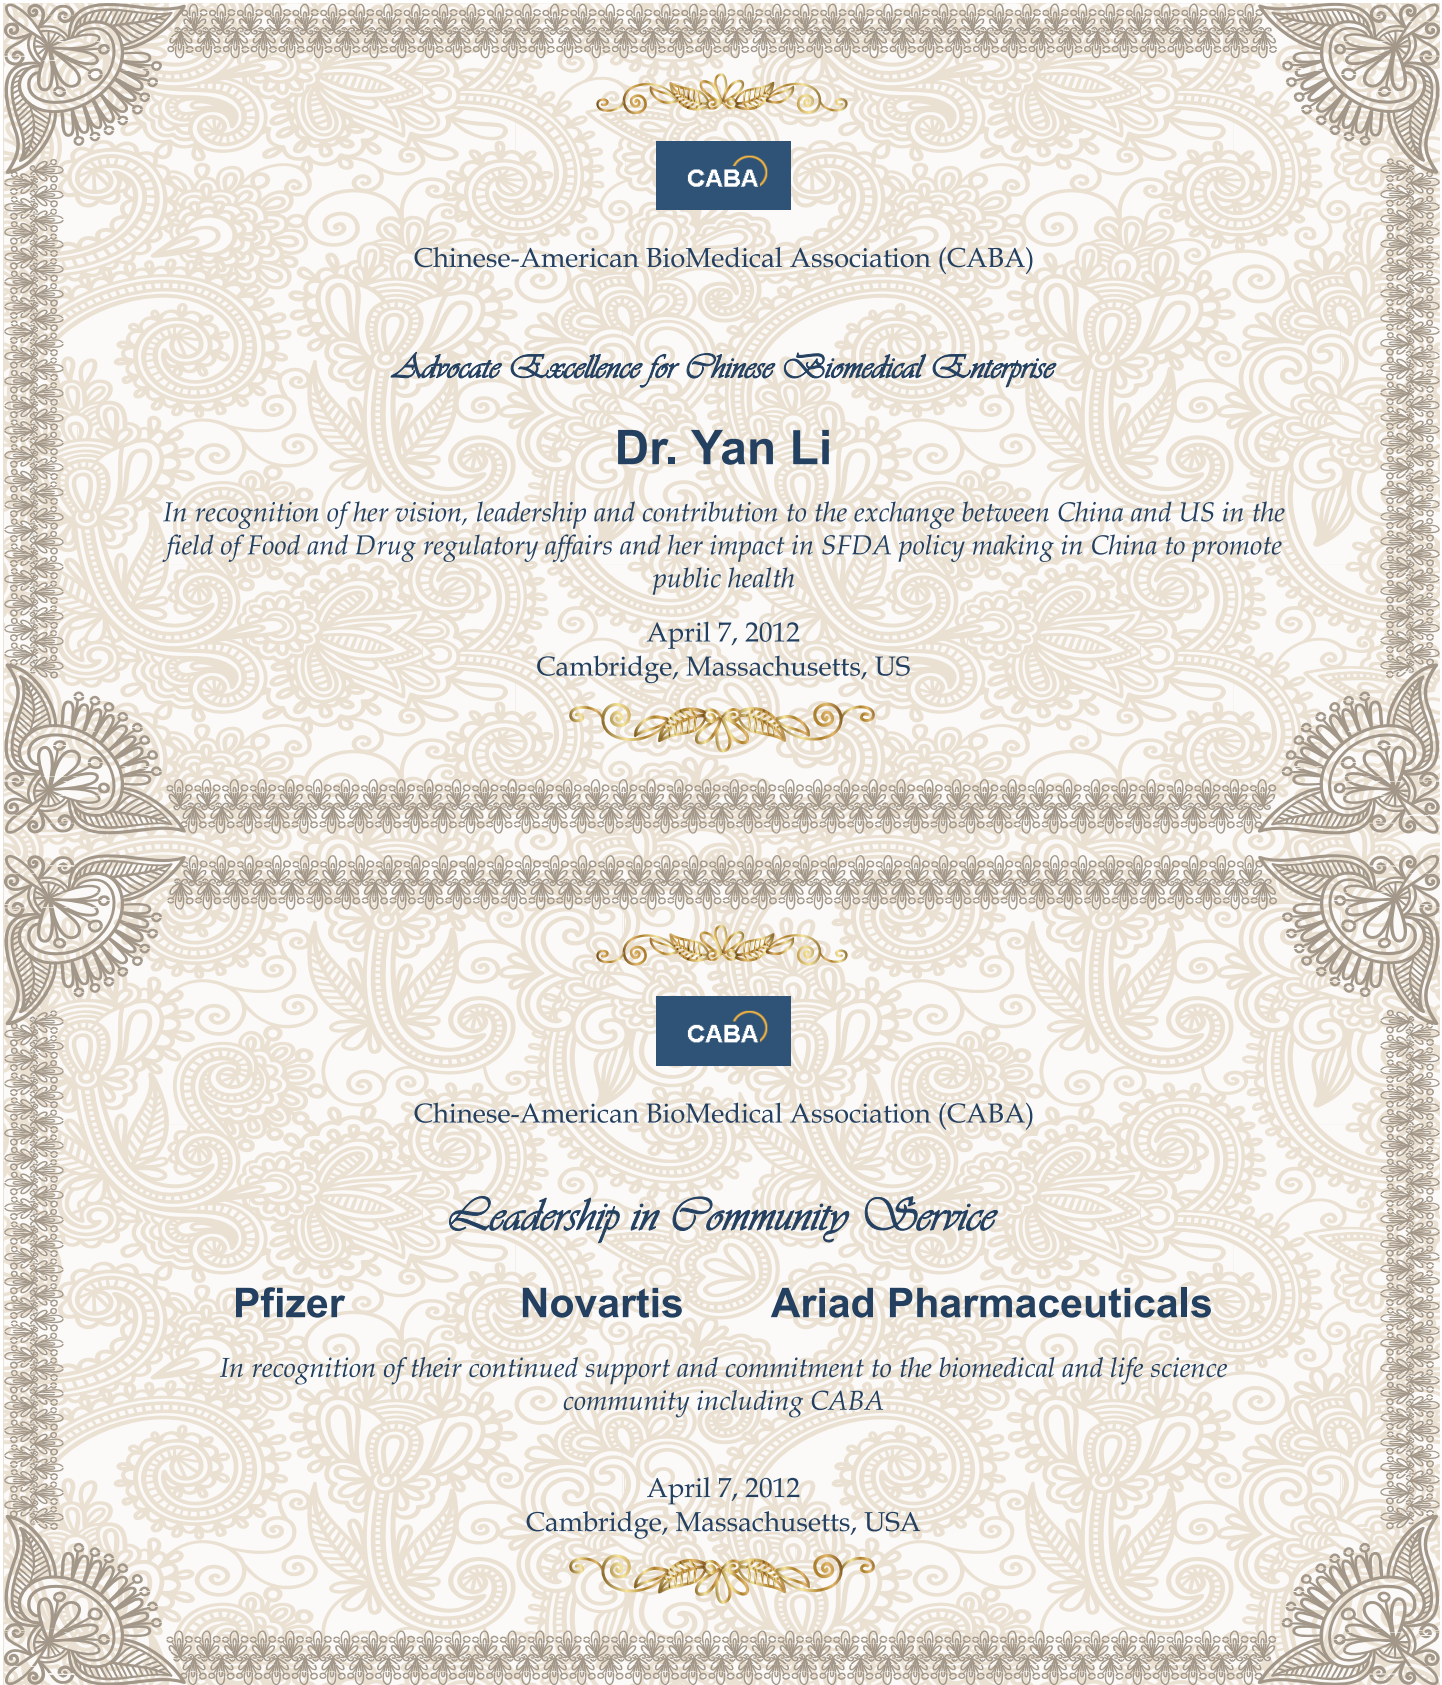 CABA
Chinese-American BioMedical Association (CABA)
Advocate Excellence for Chinese Biomedical Enterprise
Dr. Yan Li
In recognition of her vision, leadership and contribution to the exchange between China and US in the
field of Food and Drug regulatory affairs and her impact in SFDA policy making in China to promote
public health
April 7, 2012
Cambridge, Massachusetts, US
CABA
Chinese-American BioMedical Association (CABA)
Leadership in Community Service
Pfizer Novartis Ariad Pharmaceuticals
In recognition of their continued support and commitment to the biomedical and life science
community including CABA
April 7, 2012
Cambridge, Massachusetts, USA